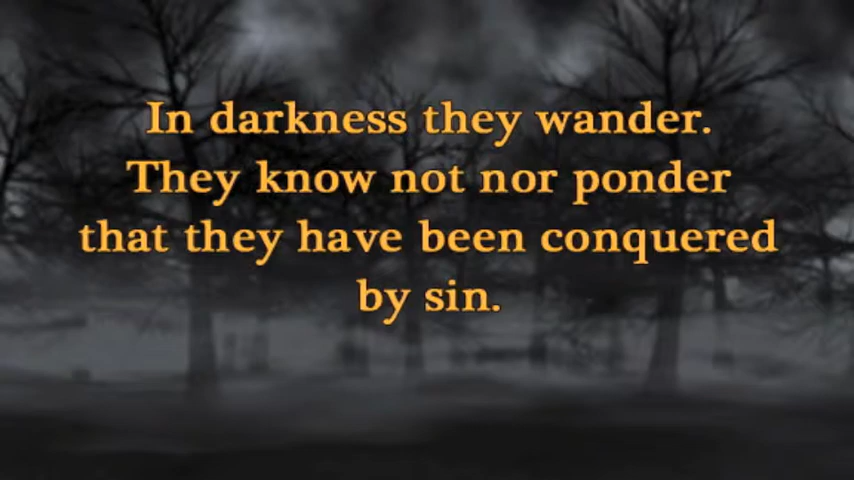 In darkness they wander.
They know not nor ponder
that they have been conquered
by sin.